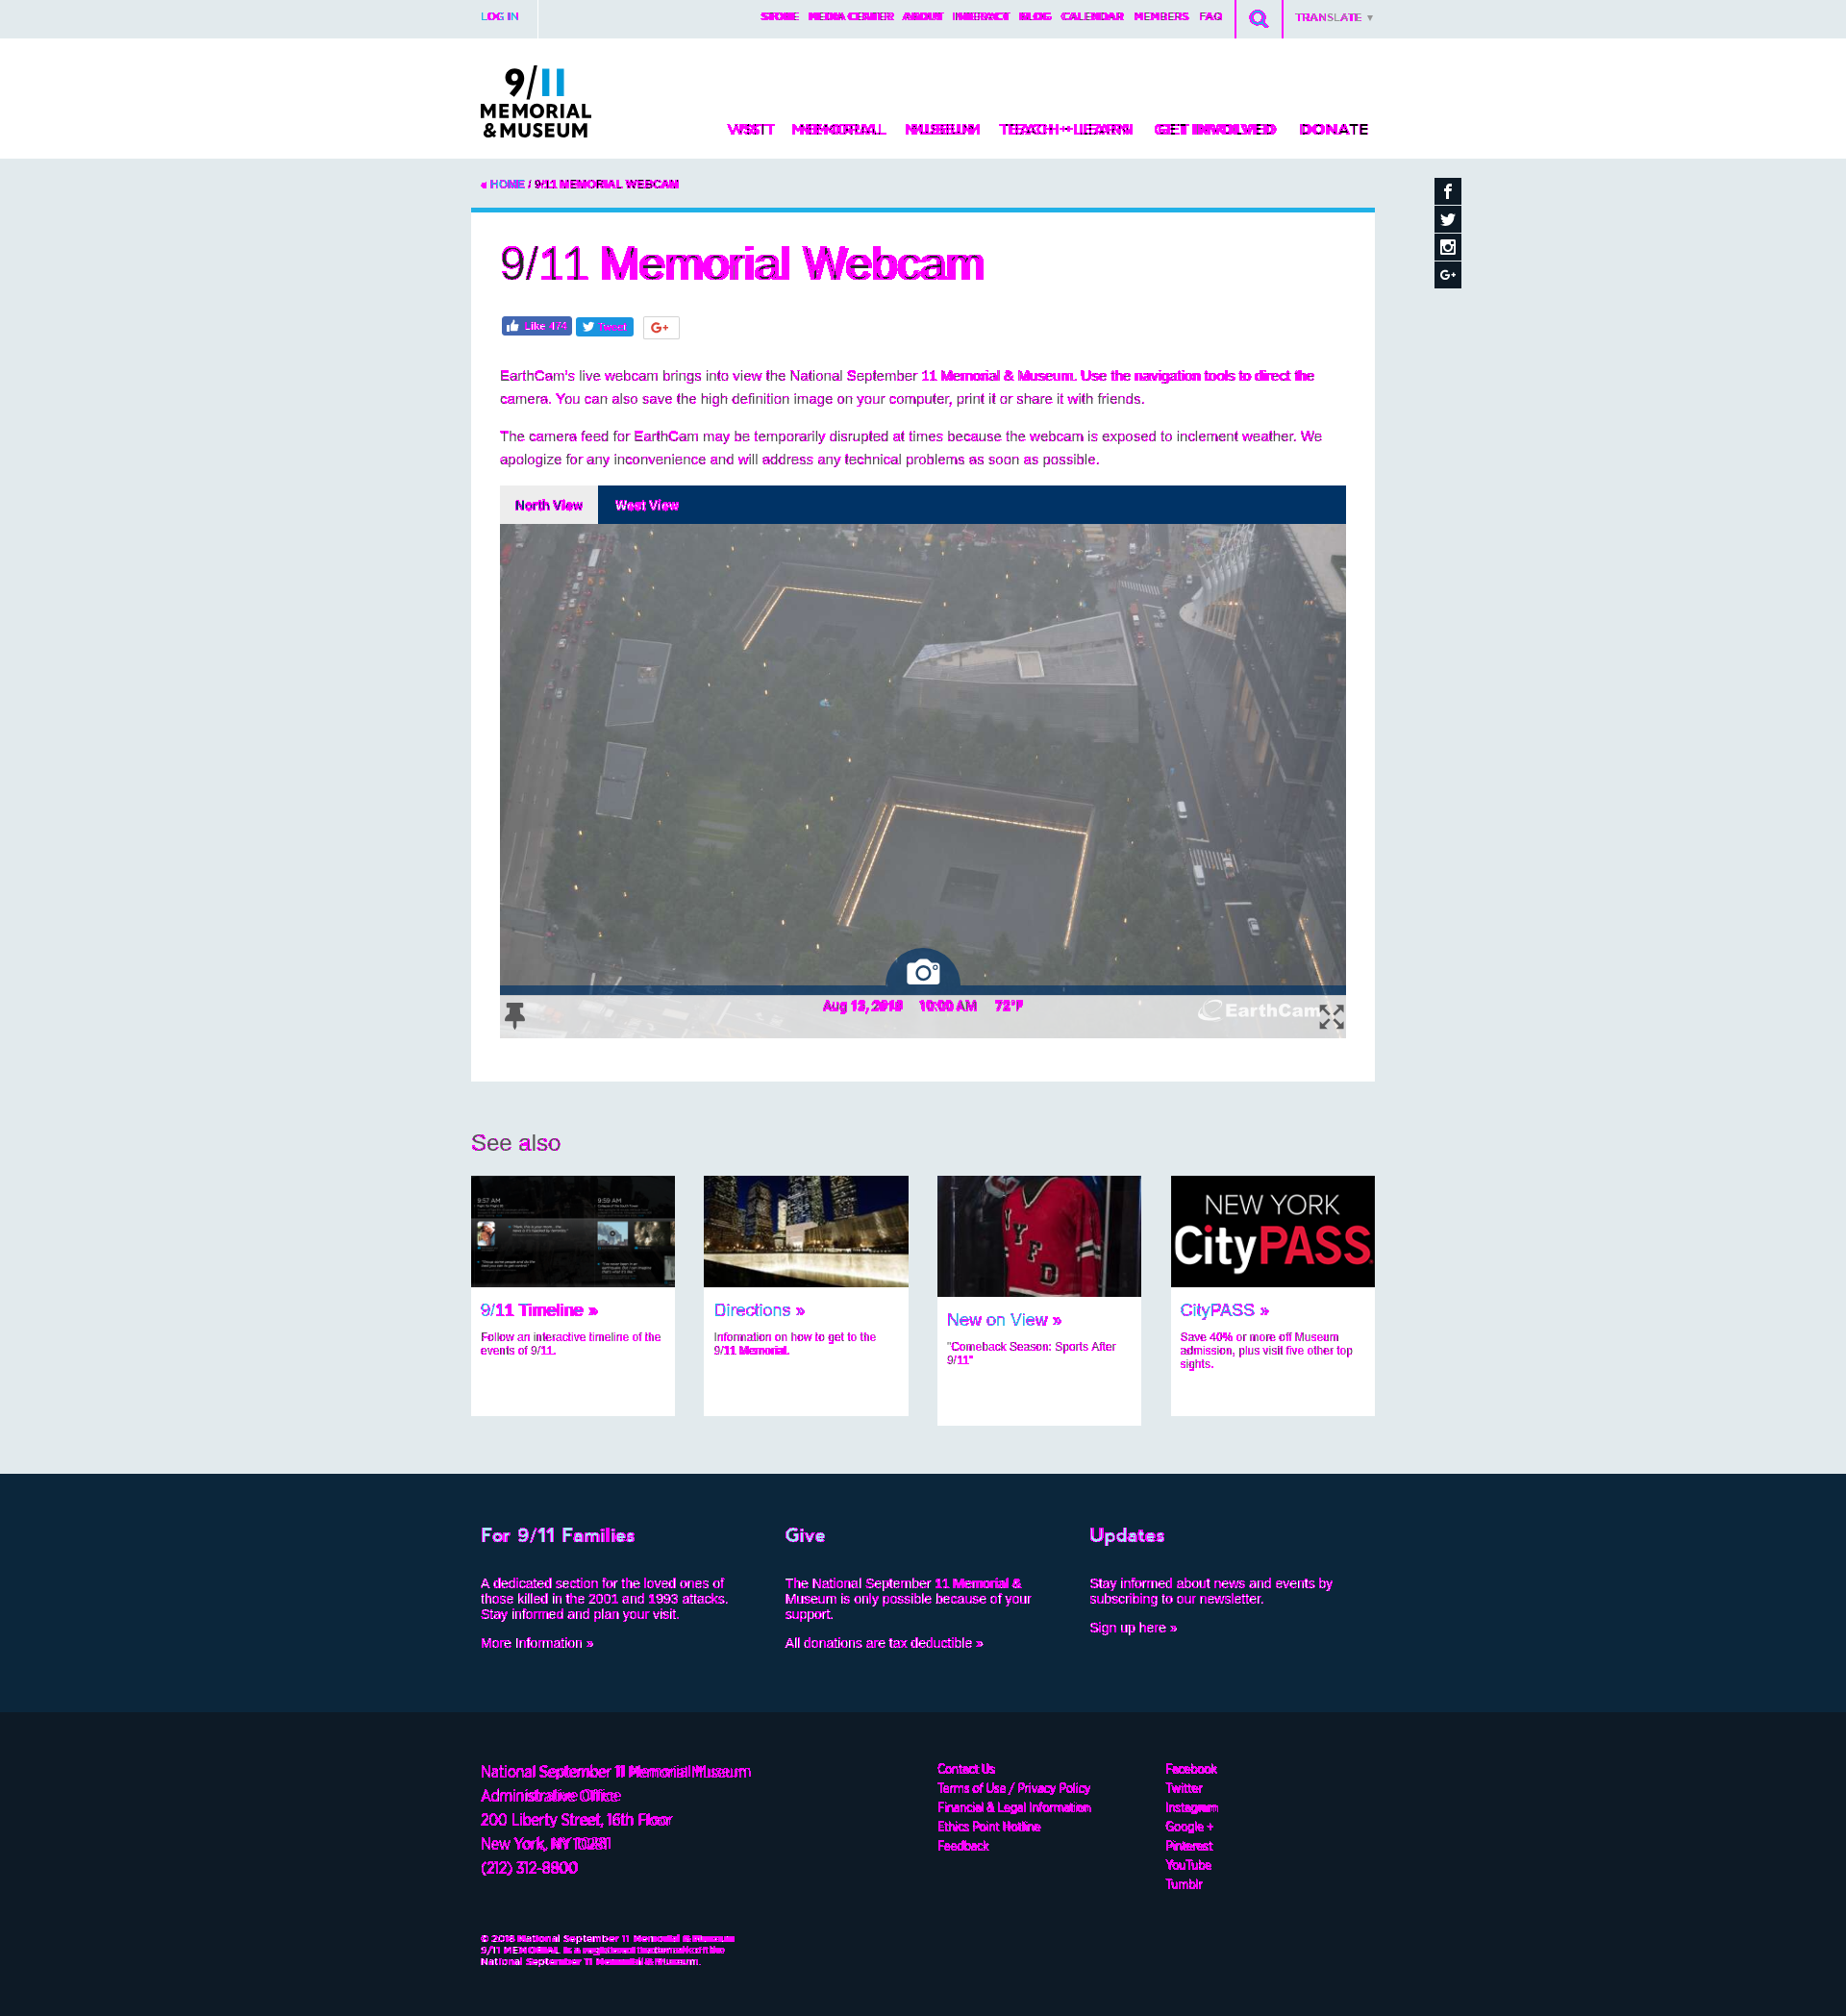 LOG IN
STORE MEDIA CENTER ABOUT INTERACT BLOG CALENDAR MEMBERS FAQ
TRANSLATE ▼
9/11
MEMORIAL
& MUSEUM
VISIT MEMORIAL MUSEUM TEACH + LEARN GET INVOLVED DONATE
« HOME / 9/11 MEMORIAL WEBCAM
9/11 Memorial Webcam
Like 474
Tweet
G+
EarthCam's live webcam brings into view the National September 11 Memorial & Museum. Use the navigation tools to direct the
camera. You can also save the high definition image on your computer, print it or share it with friends.
The camera feed for EarthCam may be temporarily disrupted at times because the webcam is exposed to inclement weather. We
apologize for any inconvenience and will address any technical problems as soon as possible.
North View West View
Aug 13, 2018 10:00 AM 72°F
EarthCam
See also
9:57 AM
9:59 AM
NYFD
NEW YORK
CityPASS
9/11 Timeline »
Follow an interactive timeline of the
events of 9/11.
Directions »
Information on how to get to the
9/11 Memorial.
New on View »
"Comeback Season: Sports After
9/11"
CityPASS »
Save 40% or more off Museum
admission, plus visit five other top
sights.
For 9/11 Families
A dedicated section for the loved ones of
those killed in the 2001 and 1993 attacks.
Stay informed and plan your visit.
More Information »
Give
The National September 11 Memorial &
Museum is only possible because of your
support.
All donations are tax deductible »
Updates
Stay informed about news and events by
subscribing to our newsletter.
Sign up here »
National September 11 Memorial Museum
Administrative Office
200 Liberty Street, 16th Floor
New York, NY 10281
(212) 312-8800
Contact Us
Terms of Use / Privacy Policy
Financial & Legal Information
Ethics Point Hotline
Feedback
Facebook
Twitter
Instagram
Google +
Pinterest
YouTube
Tumblr
© 2018 National September 11 Memorial & Museum
9/11 MEMORIAL is a registered trademark of the
National September 11 Memorial & Museum.